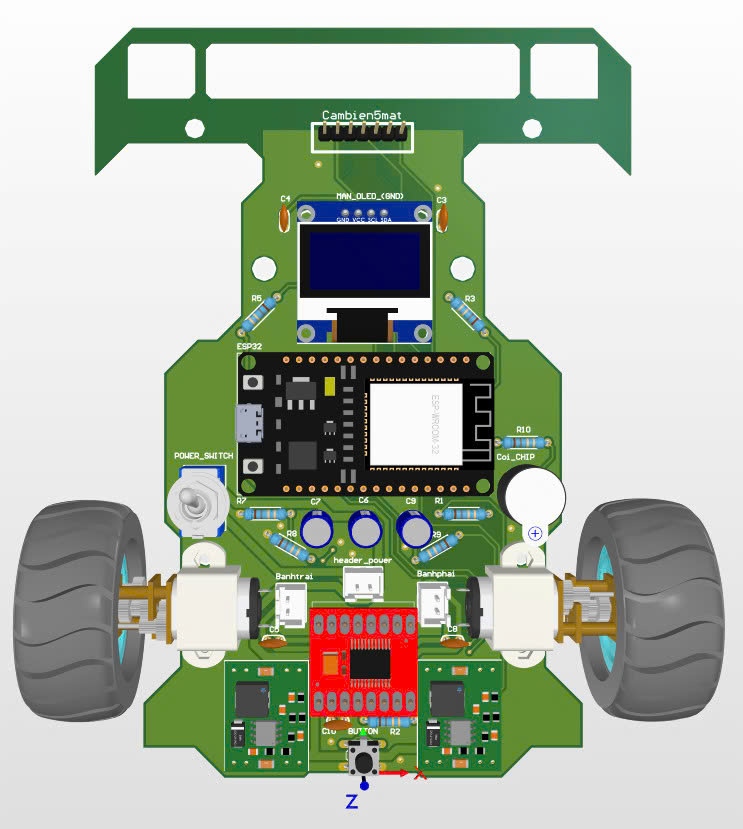 Cambien5mat
MAN_OLED_(GND)
C4
C3
GND VCC SCL SDA
R5
R3
ESP32
ESP-WROOM-32
R10
Coi_CHIP
POWER_SWITCH
R7
C7
C6
C9
R1
R8
R9
header_power
Banhtrai
Banhphai
C5
C8
C10
BUTTON
R2
X
Z